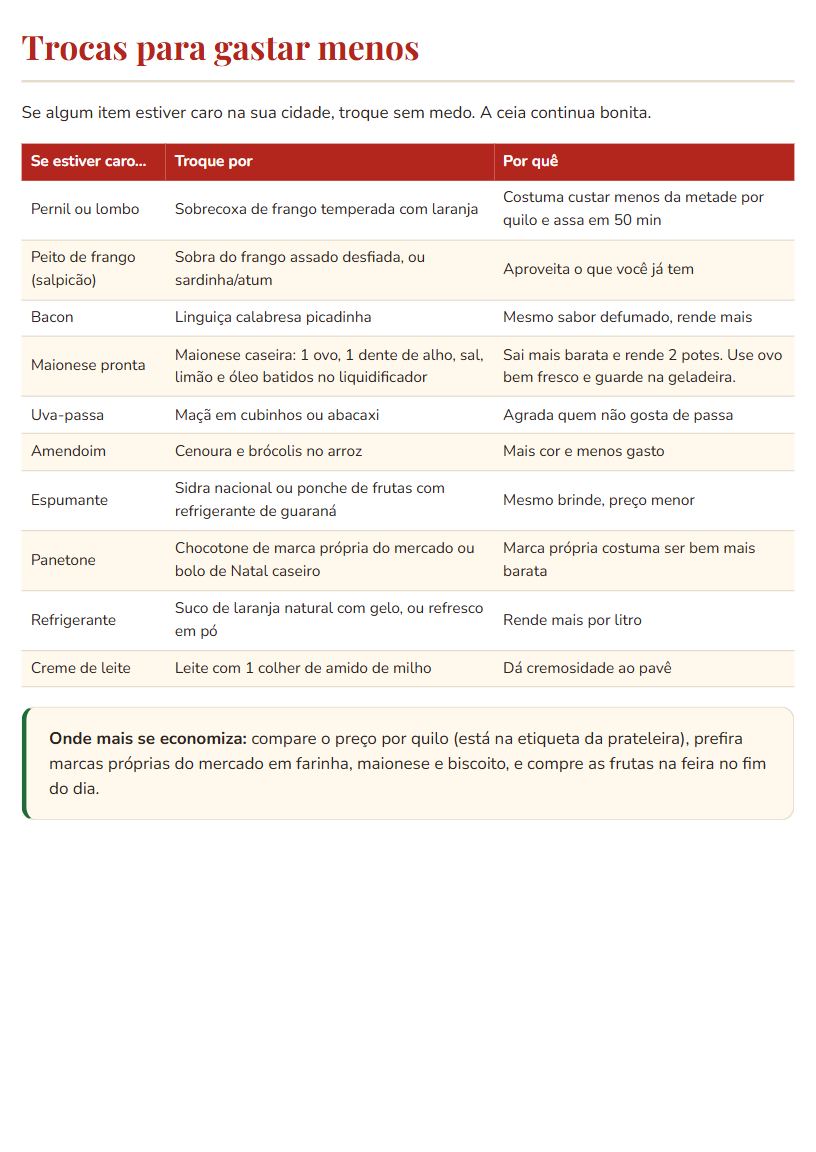 Trocas para gastar menos
Se algum item estiver caro na sua cidade, troque sem medo. A ceia continua bonita.
Se estiver caro... Troque por Por quê
Pernil ou lombo Sobrecoxa de frango temperada com laranja Costuma custar menos da metade por
quilo e assa em 50 min
Peito de frango
(salpicão) Sobra do frango assado desfiada, ou
sardinha/atum Aproveita o que você já tem
Bacon Linguiça calabresa picadinha Mesmo sabor defumado, rende mais
Maionese pronta Maionese caseira: 1 ovo, 1 dente de alho, sal,
limão e óleo batidos no liquidificador Sai mais barata e rende 2 potes. Use ovo
bem fresco e guarde na geladeira.
Uva-passa Maçã em cubinhos ou abacaxi Agrada quem não gosta de passa
Amendoim Cenoura e brócolis no arroz Mais cor e menos gasto
Espumante Sidra nacional ou ponche de frutas com
refrigerante de guaraná Mesmo brinde, preço menor
Panetone Chocotone de marca própria do mercado ou
bolo de Natal caseiro Marca própria costuma ser bem mais
barata
Refrigerante Suco de laranja natural com gelo, ou refresco
em pó Rende mais por litro
Creme de leite Leite com 1 colher de amido de milho Dá cremosidade ao pavê
Onde mais se economiza: compare o preço por quilo (está na etiqueta da prateleira), prefira
marcas próprias do mercado em farinha, maionese e biscoito, e compre as frutas na feira no fim
do dia.